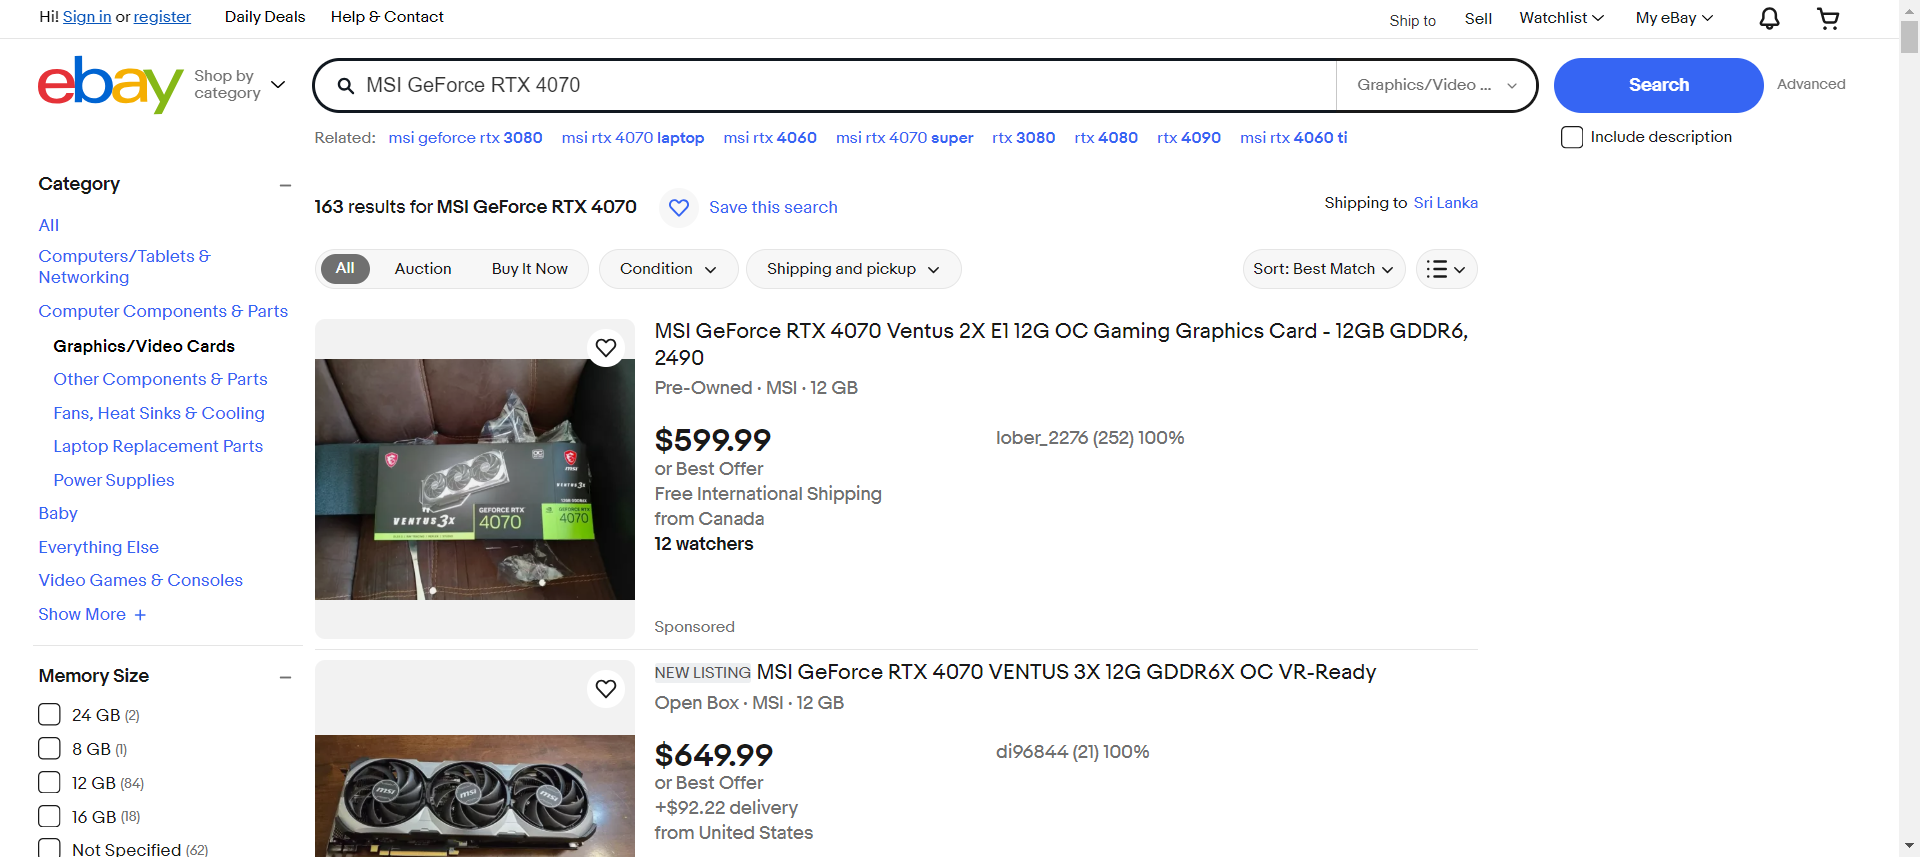 Hi! Sign in or register
Daily Deals
Help & Contact
Ship to
Sell
Watchlist
My eBay
ebay
Shop by
category
MSI GeForce RTX 4070
Graphics/Video ...
Search
Advanced
Related: msi geforce rtx 3080 msi rtx 4070 laptop msi rtx 4060 msi rtx 4070 super rtx 3080 rtx 4080 rtx 4090 msi rtx 4060 ti
Include description
Category
All
Computers/Tablets &
Networking
Computer Components & Parts
Graphics/Video Cards
Other Components & Parts
Fans, Heat Sinks & Cooling
Laptop Replacement Parts
Power Supplies
Baby
Everything Else
Video Games & Consoles
Show More +
Memory Size
24 GB (2)
8 GB (1)
12 GB (84)
16 GB (18)
Not Specified (62)
163 results for MSI GeForce RTX 4070
Save this search
Shipping to Sri Lanka
All
Auction
Buy It Now
Condition
Shipping and pickup
Sort: Best Match
MSI GeForce RTX 4070 Ventus 2X E1 12G OC Gaming Graphics Card - 12GB GDDR6,
2490
Pre-Owned · MSI · 12 GB
$599.99
or Best Offer
Free International Shipping
from Canada
12 watchers
lober_2276 (252) 100%
Sponsored
msi
VENTUS 3X
VENTUS 3X
GEFORCE RTX
4070
GEFORCE RTX
4070
NEW LISTING MSI GeForce RTX 4070 VENTUS 3X 12G GDDR6X OC VR-Ready
Open Box · MSI · 12 GB
$649.99
or Best Offer
+$92.22 delivery
from United States
di96844 (21) 100%
msi
msi
msi